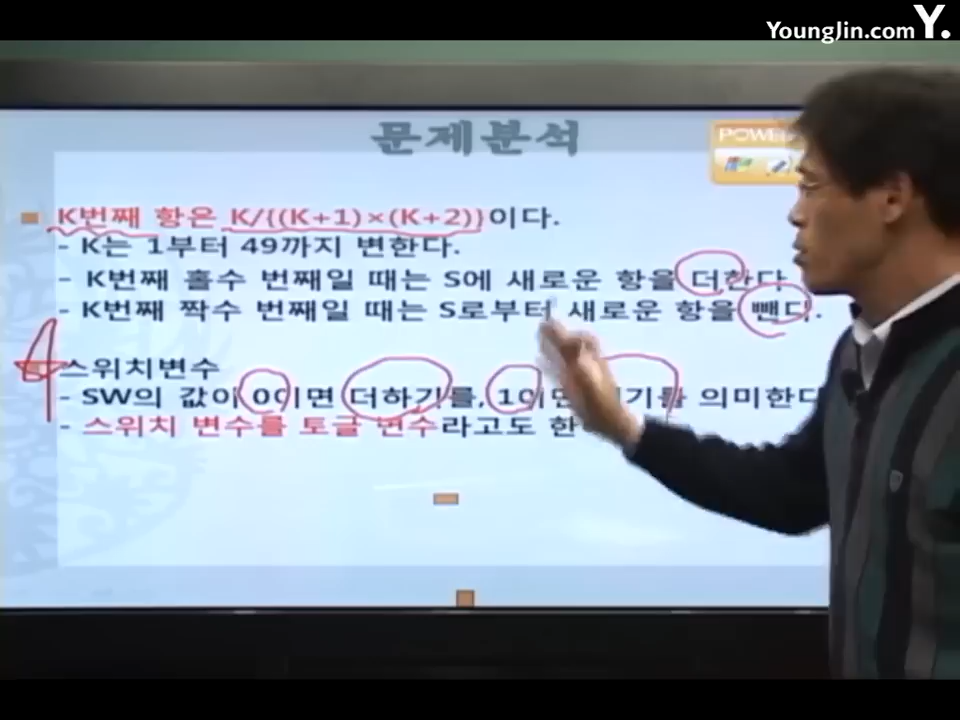 YoungJin.com Y.
문제분석
K번째 항은 K/{(K+1)×(K+2)}이다.
- K는 1부터 49까지 변한다.
- K번째 홀수 번째일 때는 S에 새로운 항을 더한다
- K번째 짝수 번째일 때는 S로부터 새로운 항을 뺀다.
스위치변수
- SW의 값이 0이면 더하기를, 1이면 의미한다
- 스위치 변수를 토글 변수라고도 한